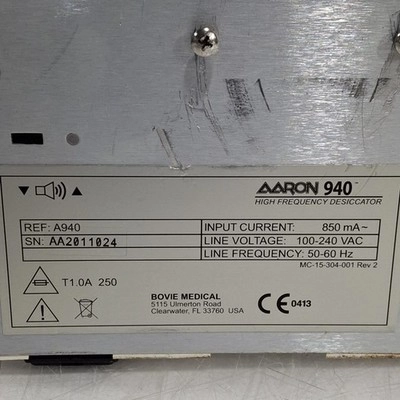 AARON 940™
HIGH FREQUENCY DESICCATOR
REF: A940
SN: AA2011024
INPUT CURRENT: 850 mA~
LINE VOLTAGE: 100-240 VAC
LINE FREQUENCY: 50-60 Hz
MC-15-304-001 Rev 2
T1.0A 250
BOVIE MEDICAL
5115 Ulmerton Road
Clearwater, FL 33760 USA
CE 0413